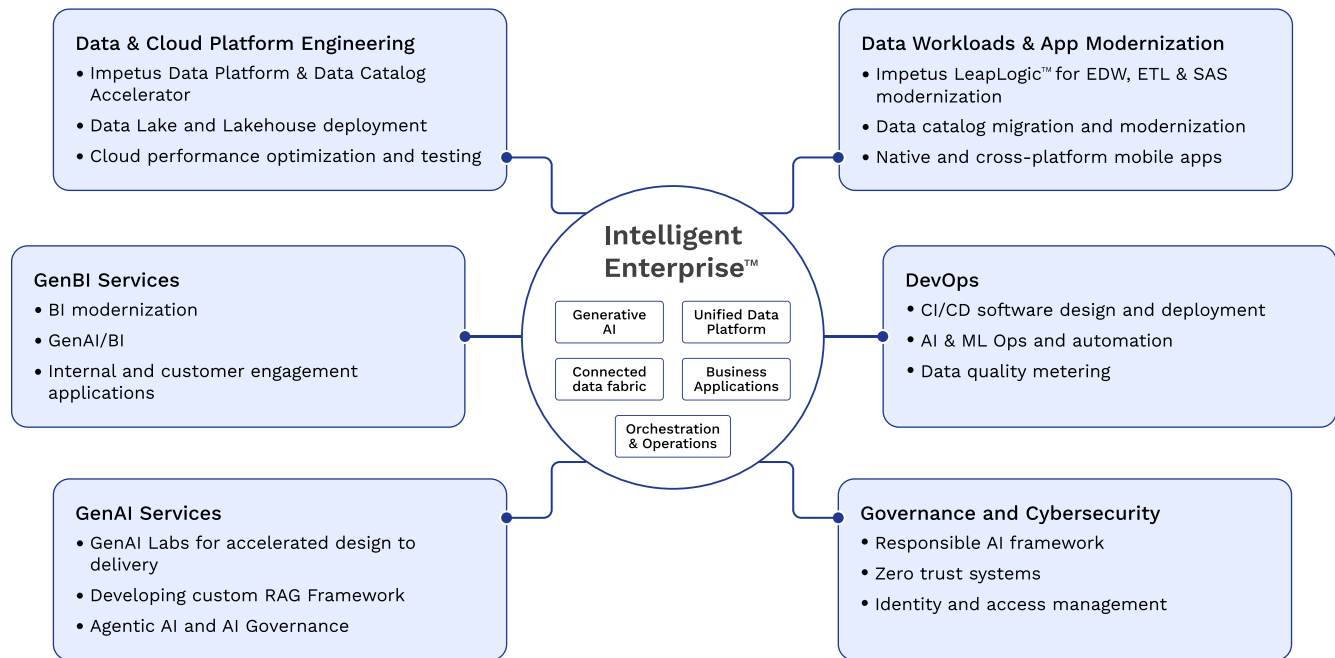 Data & Cloud Platform Engineering
• Impetus Data Platform & Data Catalog
Accelerator
• Data Lake and Lakehouse deployment
• Cloud performance optimization and testing
Data Workloads & App Modernization
• Impetus LeapLogic™ for EDW, ETL & SAS
modernization
• Data catalog migration and modernization
• Native and cross-platform mobile apps
GenBI Services
• BI modernization
• GenAI/BI
• Internal and customer engagement
applications
Intelligent
Enterprise™
Generative
AI
Unified Data
Platform
Connected
data fabric
Business
Applications
Orchestration
& Operations
DevOps
• CI/CD software design and deployment
• AI & ML Ops and automation
• Data quality metering
GenAI Services
• GenAI Labs for accelerated design to
delivery
• Developing custom RAG Framework
• Agentic AI and AI Governance
Governance and Cybersecurity
• Responsible AI framework
• Zero trust systems
• Identity and access management